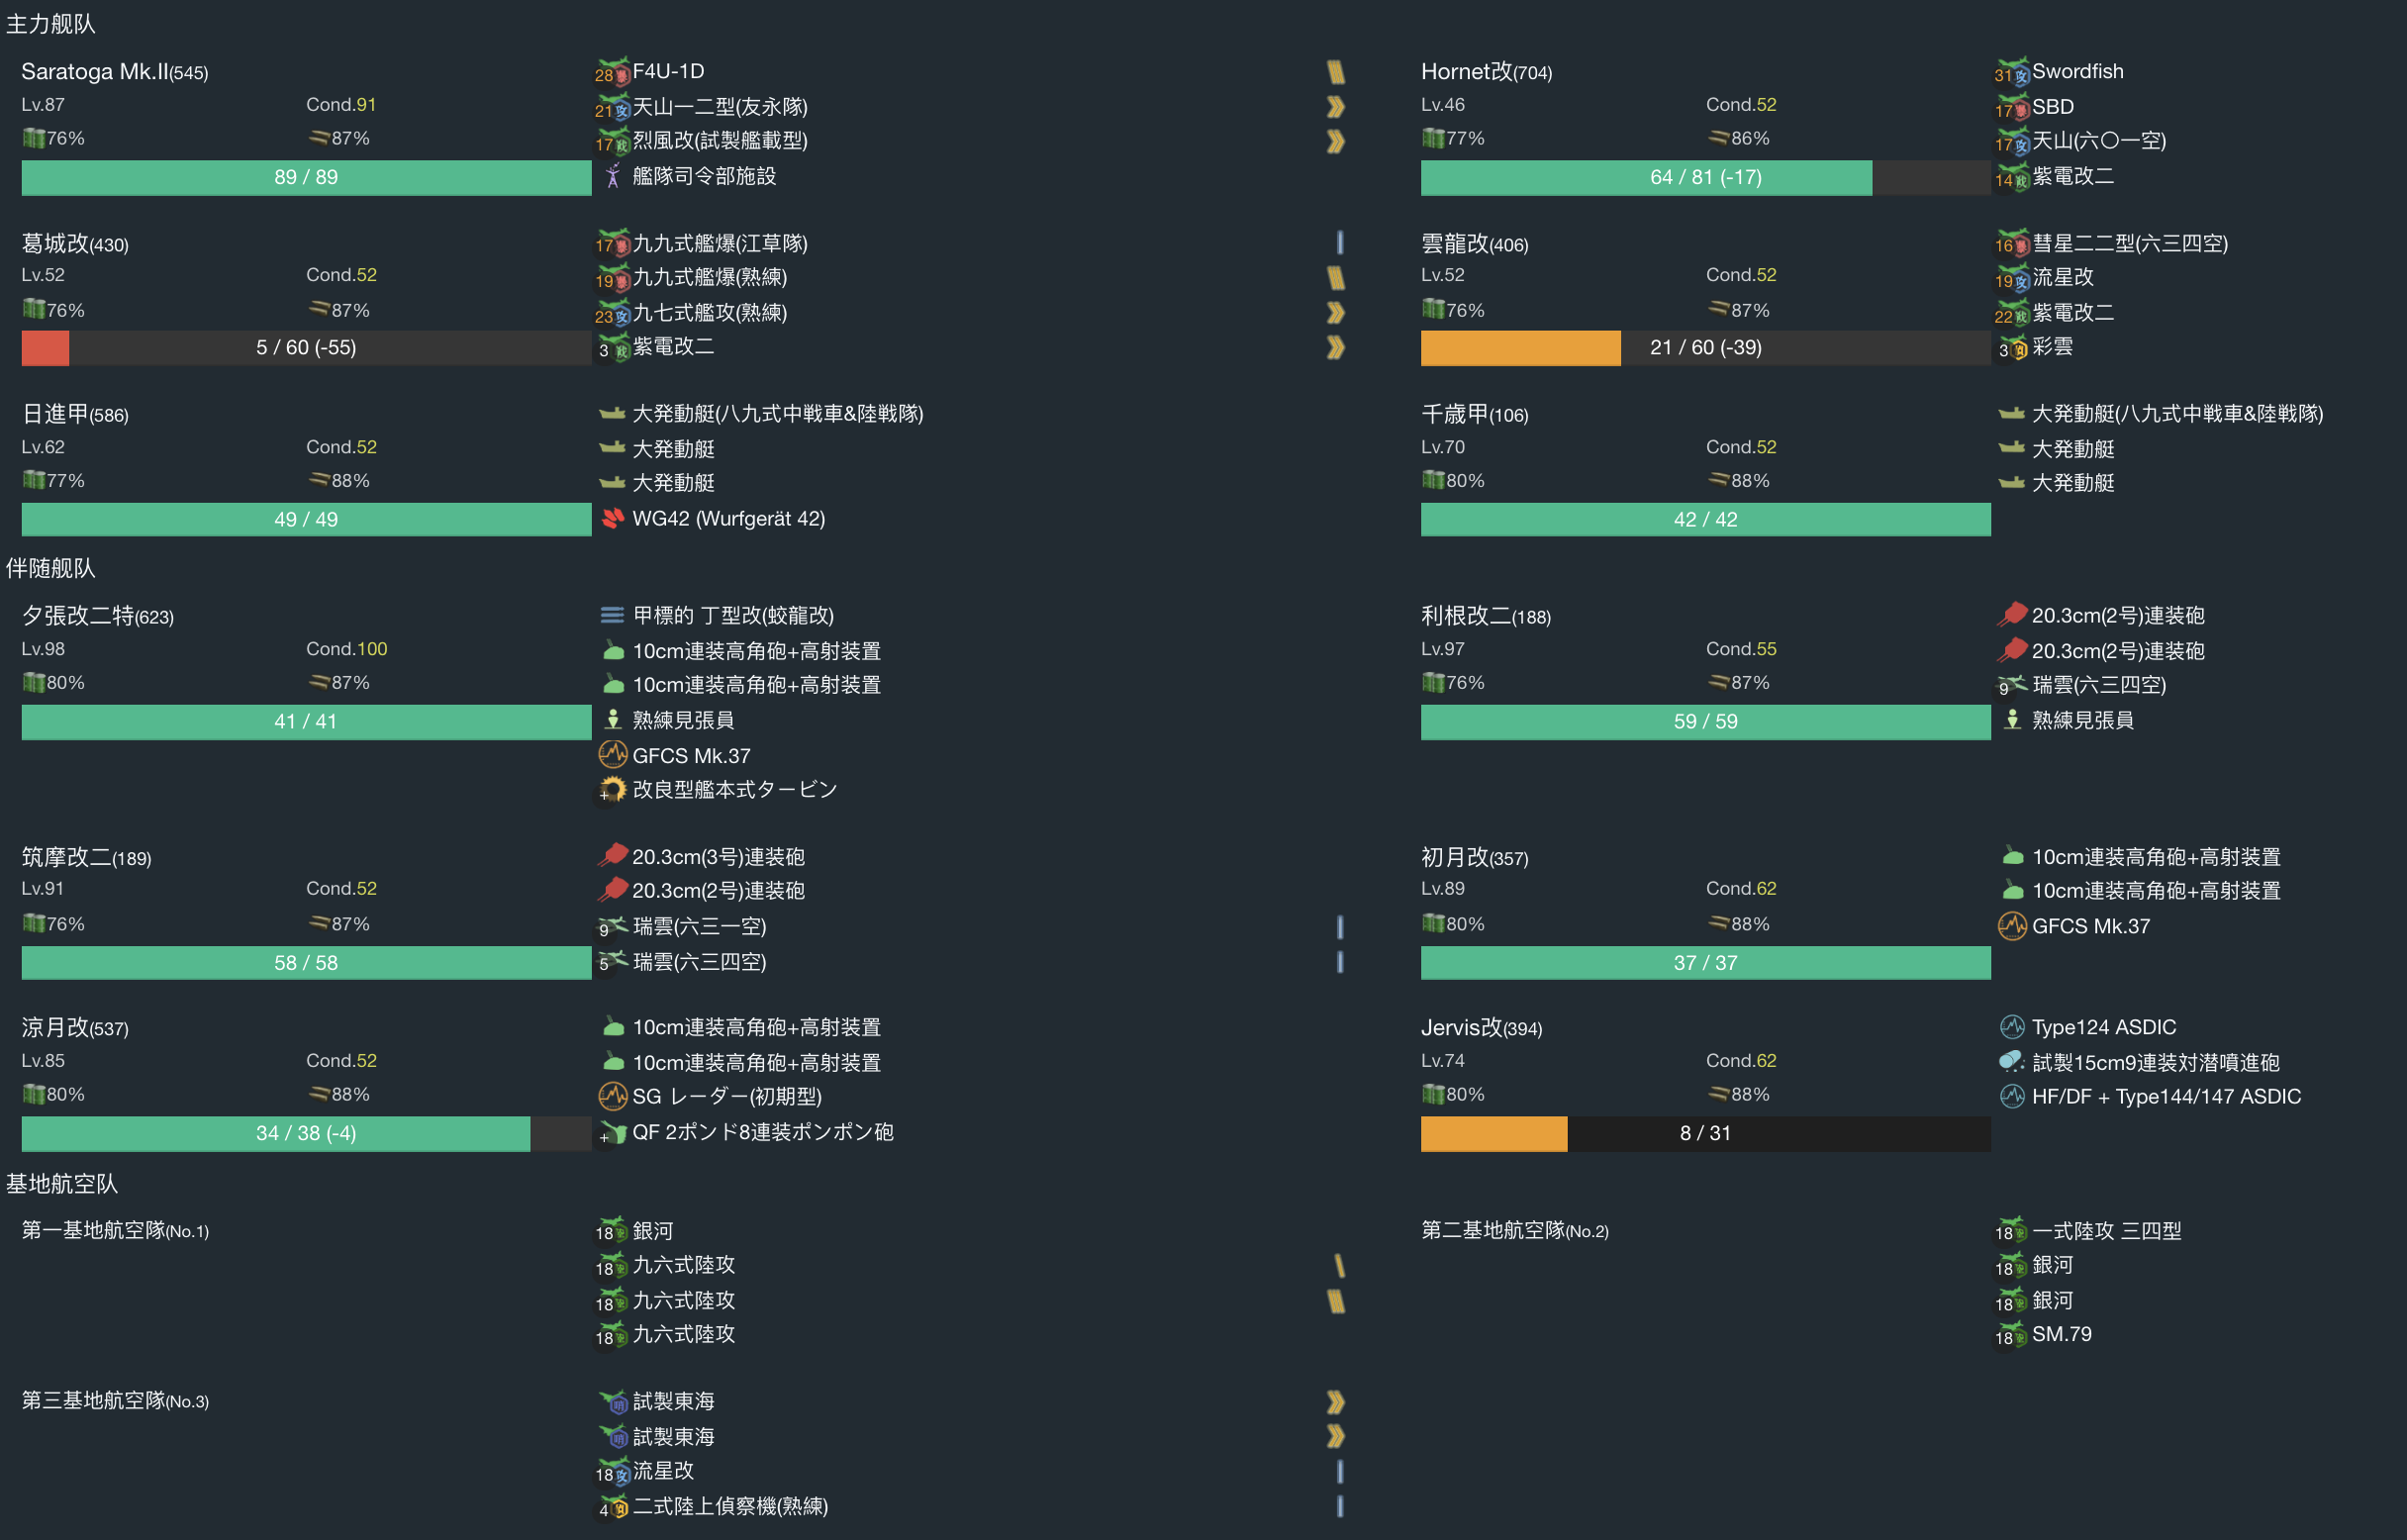 主力舰队
Saratoga Mk.II(545)
Lv.87 Cond.91
76% 87%
89 / 89
28 F4U-1D
21 天山一二型(友永隊)
17 烈風改(試製艦載型)
艦隊司令部施設
Hornet改(704)
Lv.46 Cond.52
77% 86%
64 / 81 (-17)
31 Swordfish
17 SBD
17 天山(六〇一空)
14 紫電改二
葛城改(430)
Lv.52 Cond.52
76% 87%
5 / 60 (-55)
17 九九式艦爆(江草隊)
19 九九式艦爆(熟練)
23 九七式艦攻(熟練)
3 紫電改二
雲龍改(406)
Lv.52 Cond.52
76% 87%
21 / 60 (-39)
16 彗星二二型(六三四空)
19 流星改
22 紫電改二
3 彩雲
日進甲(586)
Lv.62 Cond.52
77% 88%
49 / 49
大発動艇(八九式中戦車&陸戦隊)
大発動艇
大発動艇
WG42 (Wurfgerät 42)
千歳甲(106)
Lv.70 Cond.52
80% 88%
42 / 42
大発動艇(八九式中戦車&陸戦隊)
大発動艇
大発動艇
伴随舰队
夕張改二特(623)
Lv.98 Cond.100
80% 87%
41 / 41
甲標的 丁型改(蛟龍改)
10cm連装高角砲+高射装置
10cm連装高角砲+高射装置
熟練見張員
GFCS Mk.37
+ 改良型艦本式タービン
利根改二(188)
Lv.97 Cond.55
76% 87%
59 / 59
20.3cm(2号)連装砲
20.3cm(2号)連装砲
9 瑞雲(六三四空)
熟練見張員
筑摩改二(189)
Lv.91 Cond.52
76% 87%
58 / 58
20.3cm(3号)連装砲
20.3cm(2号)連装砲
9 瑞雲(六三一空)
5 瑞雲(六三四空)
初月改(357)
Lv.89 Cond.62
80% 88%
37 / 37
10cm連装高角砲+高射装置
10cm連装高角砲+高射装置
GFCS Mk.37
涼月改(537)
Lv.85 Cond.52
80% 88%
34 / 38 (-4)
10cm連装高角砲+高射装置
10cm連装高角砲+高射装置
SG レーダー(初期型)
+ QF 2ポンド8連装ポンポン砲
Jervis改(394)
Lv.74 Cond.62
80% 88%
8 / 31
Type124 ASDIC
試製15cm9連装対潜噴進砲
HF/DF + Type144/147 ASDIC
基地航空队
第一基地航空隊(No.1)
18 銀河
18 九六式陸攻
18 九六式陸攻
18 九六式陸攻
第二基地航空隊(No.2)
18 一式陸攻 三四型
18 銀河
18 銀河
18 SM.79
第三基地航空隊(No.3)
試製東海
試製東海
18 流星改
4 二式陸上偵察機(熟練)